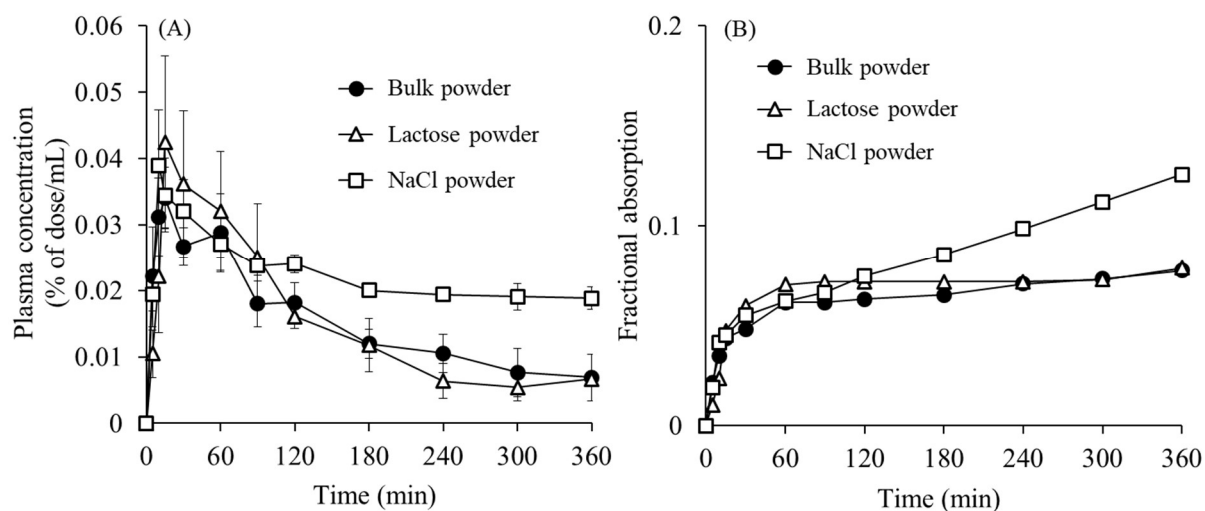 (A)
Plasma concentration
(% of dose/mL)
0.06
0.05
0.04
0.03
0.02
0.01
0
Bulk powder
Lactose powder
NaCl powder
0 60 120 180 240 300 360
Time (min)
(B)
Fractional absorption
0.2
0.1
0
Bulk powder
Lactose powder
NaCl powder
0 60 120 180 240 300 360
Time (min)